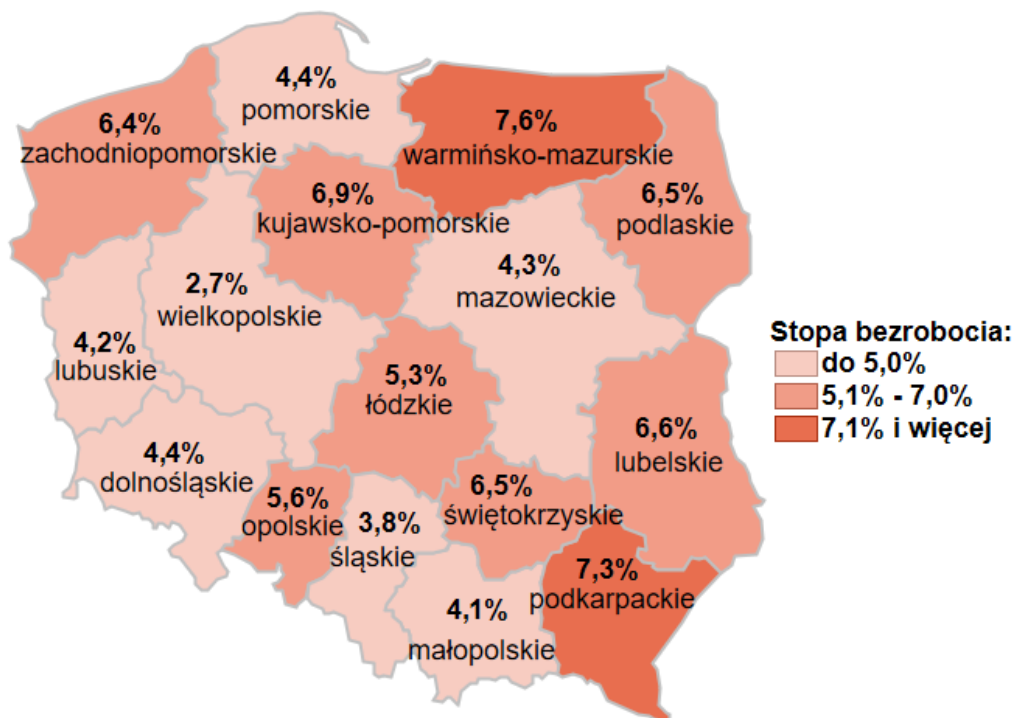 4,4%
pomorskie
6,4%
zachodniopomorskie
7,6%
warmińsko-mazurskie
6,9%
kujawsko-pomorskie
6,5%
podlaskie
4,3%
mazowieckie
2,7%
wielkopolskie
4,2%
lubuskie
5,3%
łódzkie
6,6%
lubelskie
4,4%
dolnośląskie
5,6%
opolskie
3,8%
śląskie
6,5%
świętokrzyskie
7,3%
podkarpackie
4,1%
małopolskie
Stopa bezrobocia:
do 5,0%
5,1% - 7,0%
7,1% i więcej